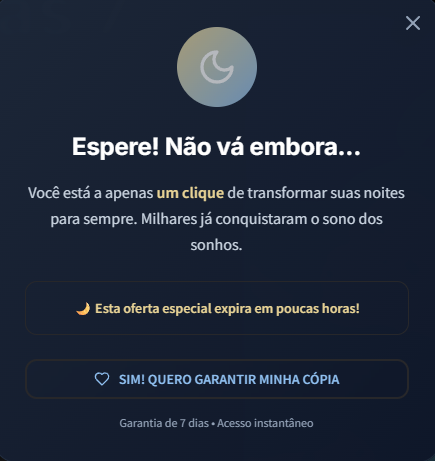 Espere! Não vá embora...
Você está a apenas um clique de transformar suas noites
para sempre. Milhares já conquistaram o sono dos
sonhos.
🌙 Esta oferta especial expira em poucas horas!
SIM! QUERO GARANTIR MINHA CÓPIA
Garantia de 7 dias • Acesso instantâneo